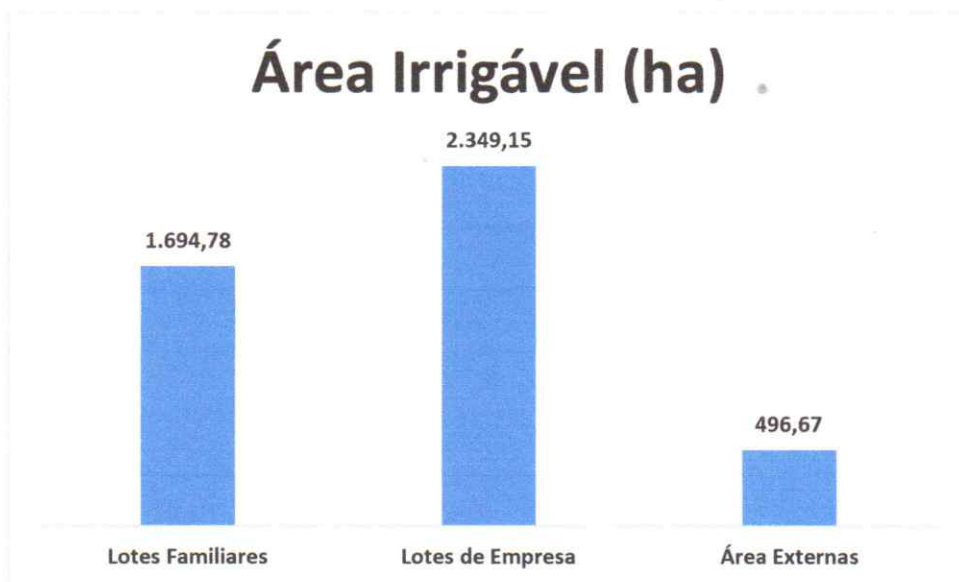 Área Irrigável (ha)
2.349,15
1.694,78
496,67
Lotes Familiares
Lotes de Empresa
Área Externas